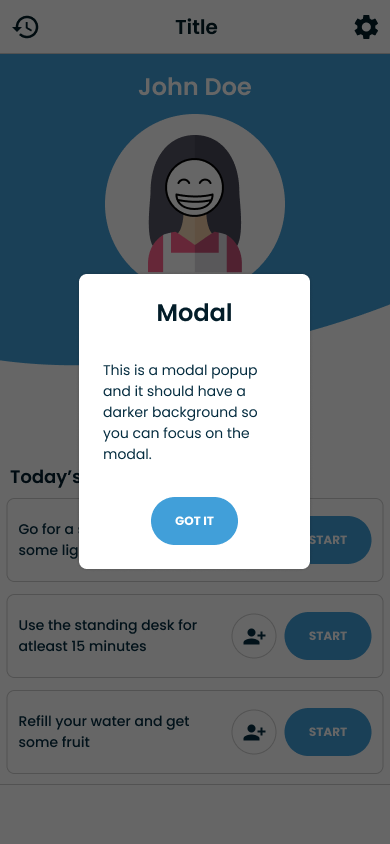 Title
John Doe
Modal
This is a modal popup
and it should have a
darker background so
you can focus on the
modal.
GOT IT
Today's
Go for a
some lig
START
Use the standing desk for
atleast 15 minutes
START
Refill your water and get
some fruit
START